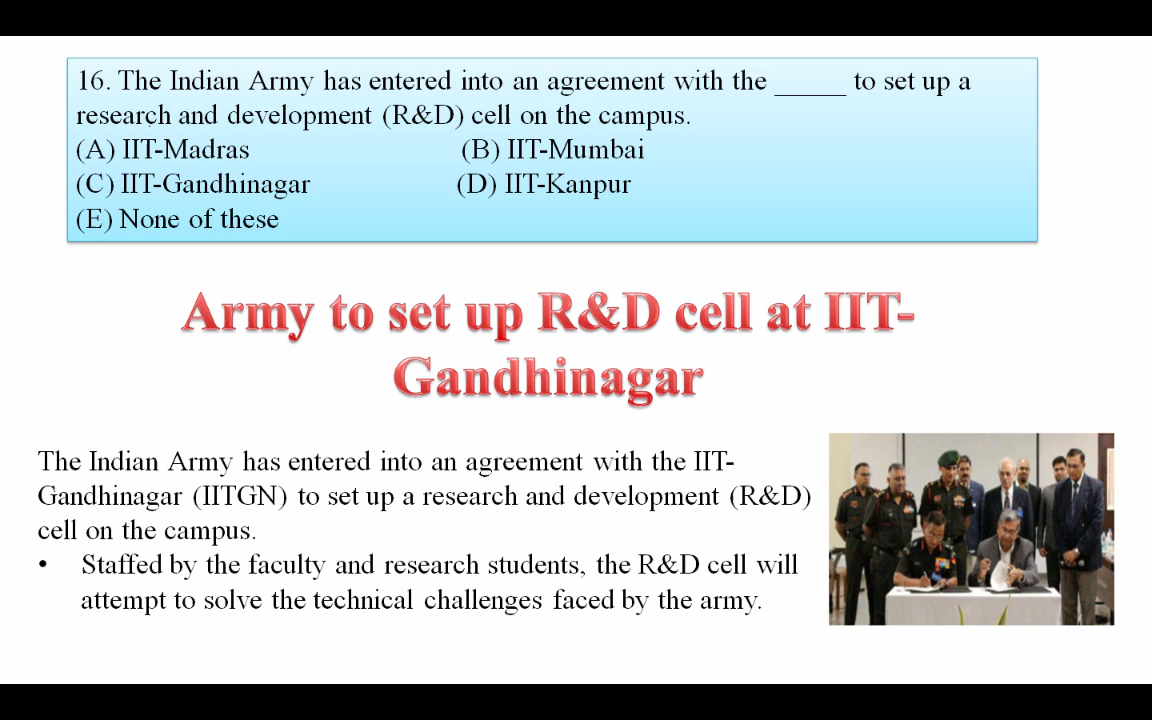 16. The Indian Army has entered into an agreement with the _____ to set up a
research and development (R&D) cell on the campus.
(A) IIT-Madras (B) IIT-Mumbai
(C) IIT-Gandhinagar (D) IIT-Kanpur
(E) None of these
Army to set up R&D cell at IIT-
Gandhinagar
The Indian Army has entered into an agreement with the IIT-
Gandhinagar (IITGN) to set up a research and development (R&D)
cell on the campus.
• Staffed by the faculty and research students, the R&D cell will
attempt to solve the technical challenges faced by the army.